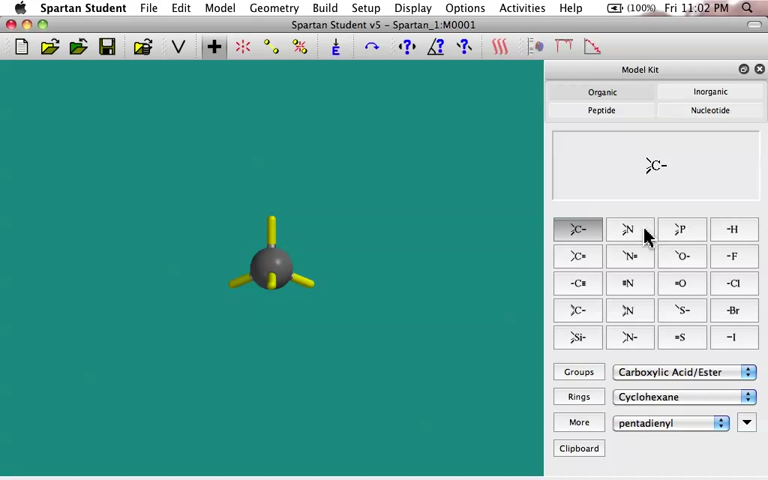 Spartan Student File Edit Model Geometry Build Setup Display Options Activities Help (100%) Fri 11:02 PM
Spartan Student v5 - Spartan_1:M0001
Model Kit
Organic Inorganic
Peptide Nucleotide
C-
C- N P -H
C= N= O- -F
-C≡ ≡N =O -Cl
C- N S- -Br
Si- N- =S -I
Groups Carboxylic Acid/Ester
Rings Cyclohexane
More pentadienyl
Clipboard